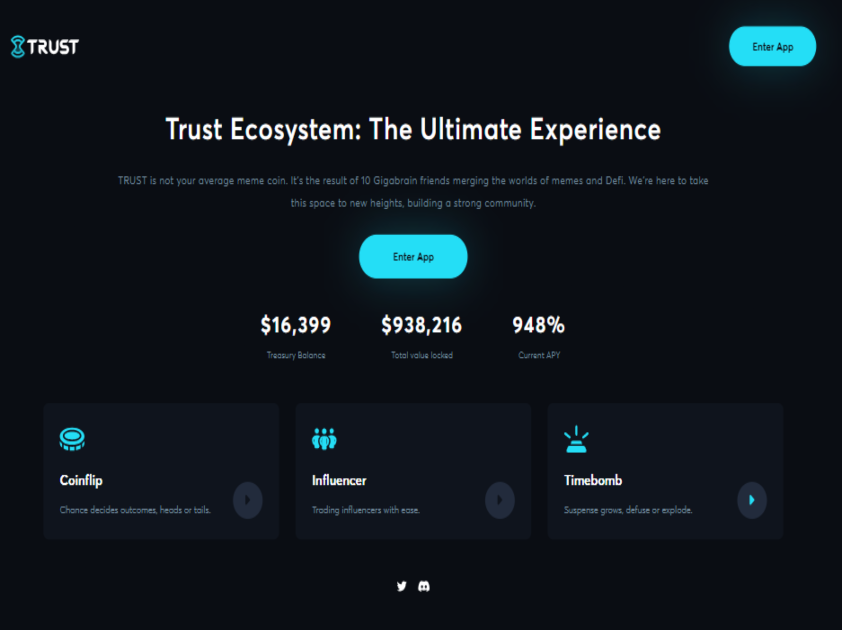 TRUST
Enter App
Trust Ecosystem: The Ultimate Experience
TRUST is not your average meme coin. It's the result of 10 Gigabrain friends merging the worlds of memes and Defi. We're here to take
this space to new heights, building a strong community.
Enter App
$16,399 $938,216 948%
Treasury Balance Total value locked Current APY
Coinflip Influencer Timebomb
Chance decides outcomes, heads or tails. Trading influencers with ease. Suspense grows, defuse or explode.